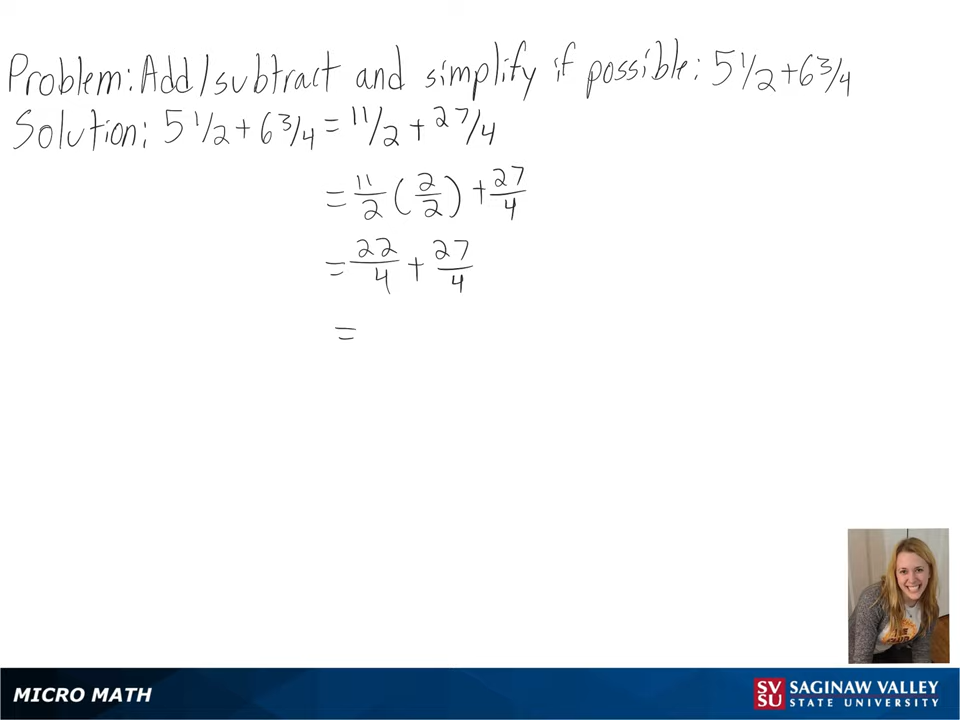 Problem: Add/subtract and simplify if possible: 5 1/2 + 6 3/4
Solution: 5 1/2 + 6 3/4 = 11/2 + 27/4
= 11/2 (2/2) + 27/4
= 22/4 + 27/4
=
MICRO MATH
SVSU SAGINAW VALLEY STATE UNIVERSITY